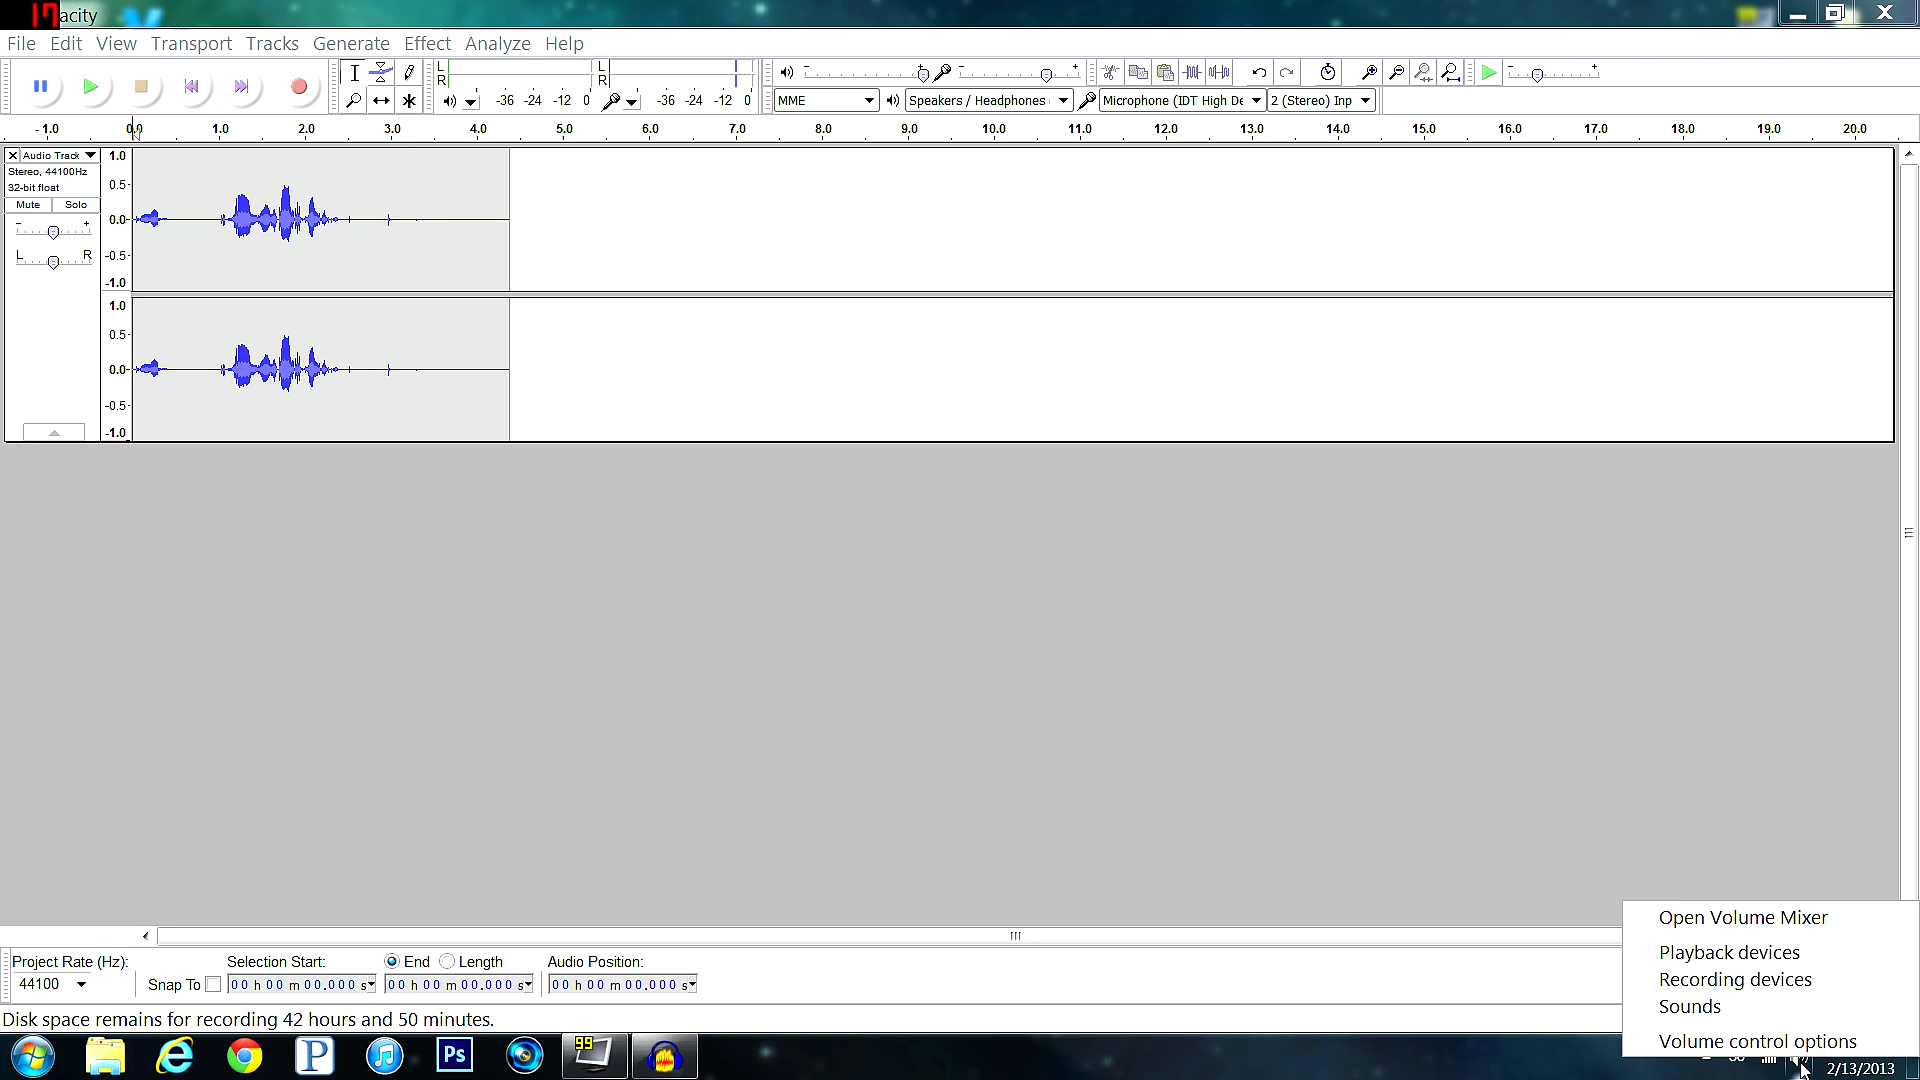 17 acity
File Edit View Transport Tracks Generate Effect Analyze Help
L R L R
-36 -24 -12 0 -36 -24 -12 0
MME Speakers / Headphones Microphone (IDT High De 2 (Stereo) Inp
-1.0 0.0 1.0 2.0 3.0 4.0 5.0 6.0 7.0 8.0 9.0 10.0 11.0 12.0 13.0 14.0 15.0 16.0 17.0 18.0 19.0 20.0
Audio Track
Stereo, 44100Hz
32-bit float
Mute Solo
- +
L R
1.0
0.5
0.0
-0.5
-1.0
1.0
0.5
0.0
-0.5
-1.0
Open Volume Mixer
Playback devices
Recording devices
Sounds
Volume control options
Project Rate (Hz): Selection Start: End Length Audio Position:
44100 Snap To 00 h 00 m 00.000 s 00 h 00 m 00.000 s 00 h 00 m 00.000 s
Disk space remains for recording 42 hours and 50 minutes.
P Ps 99
2/13/2013